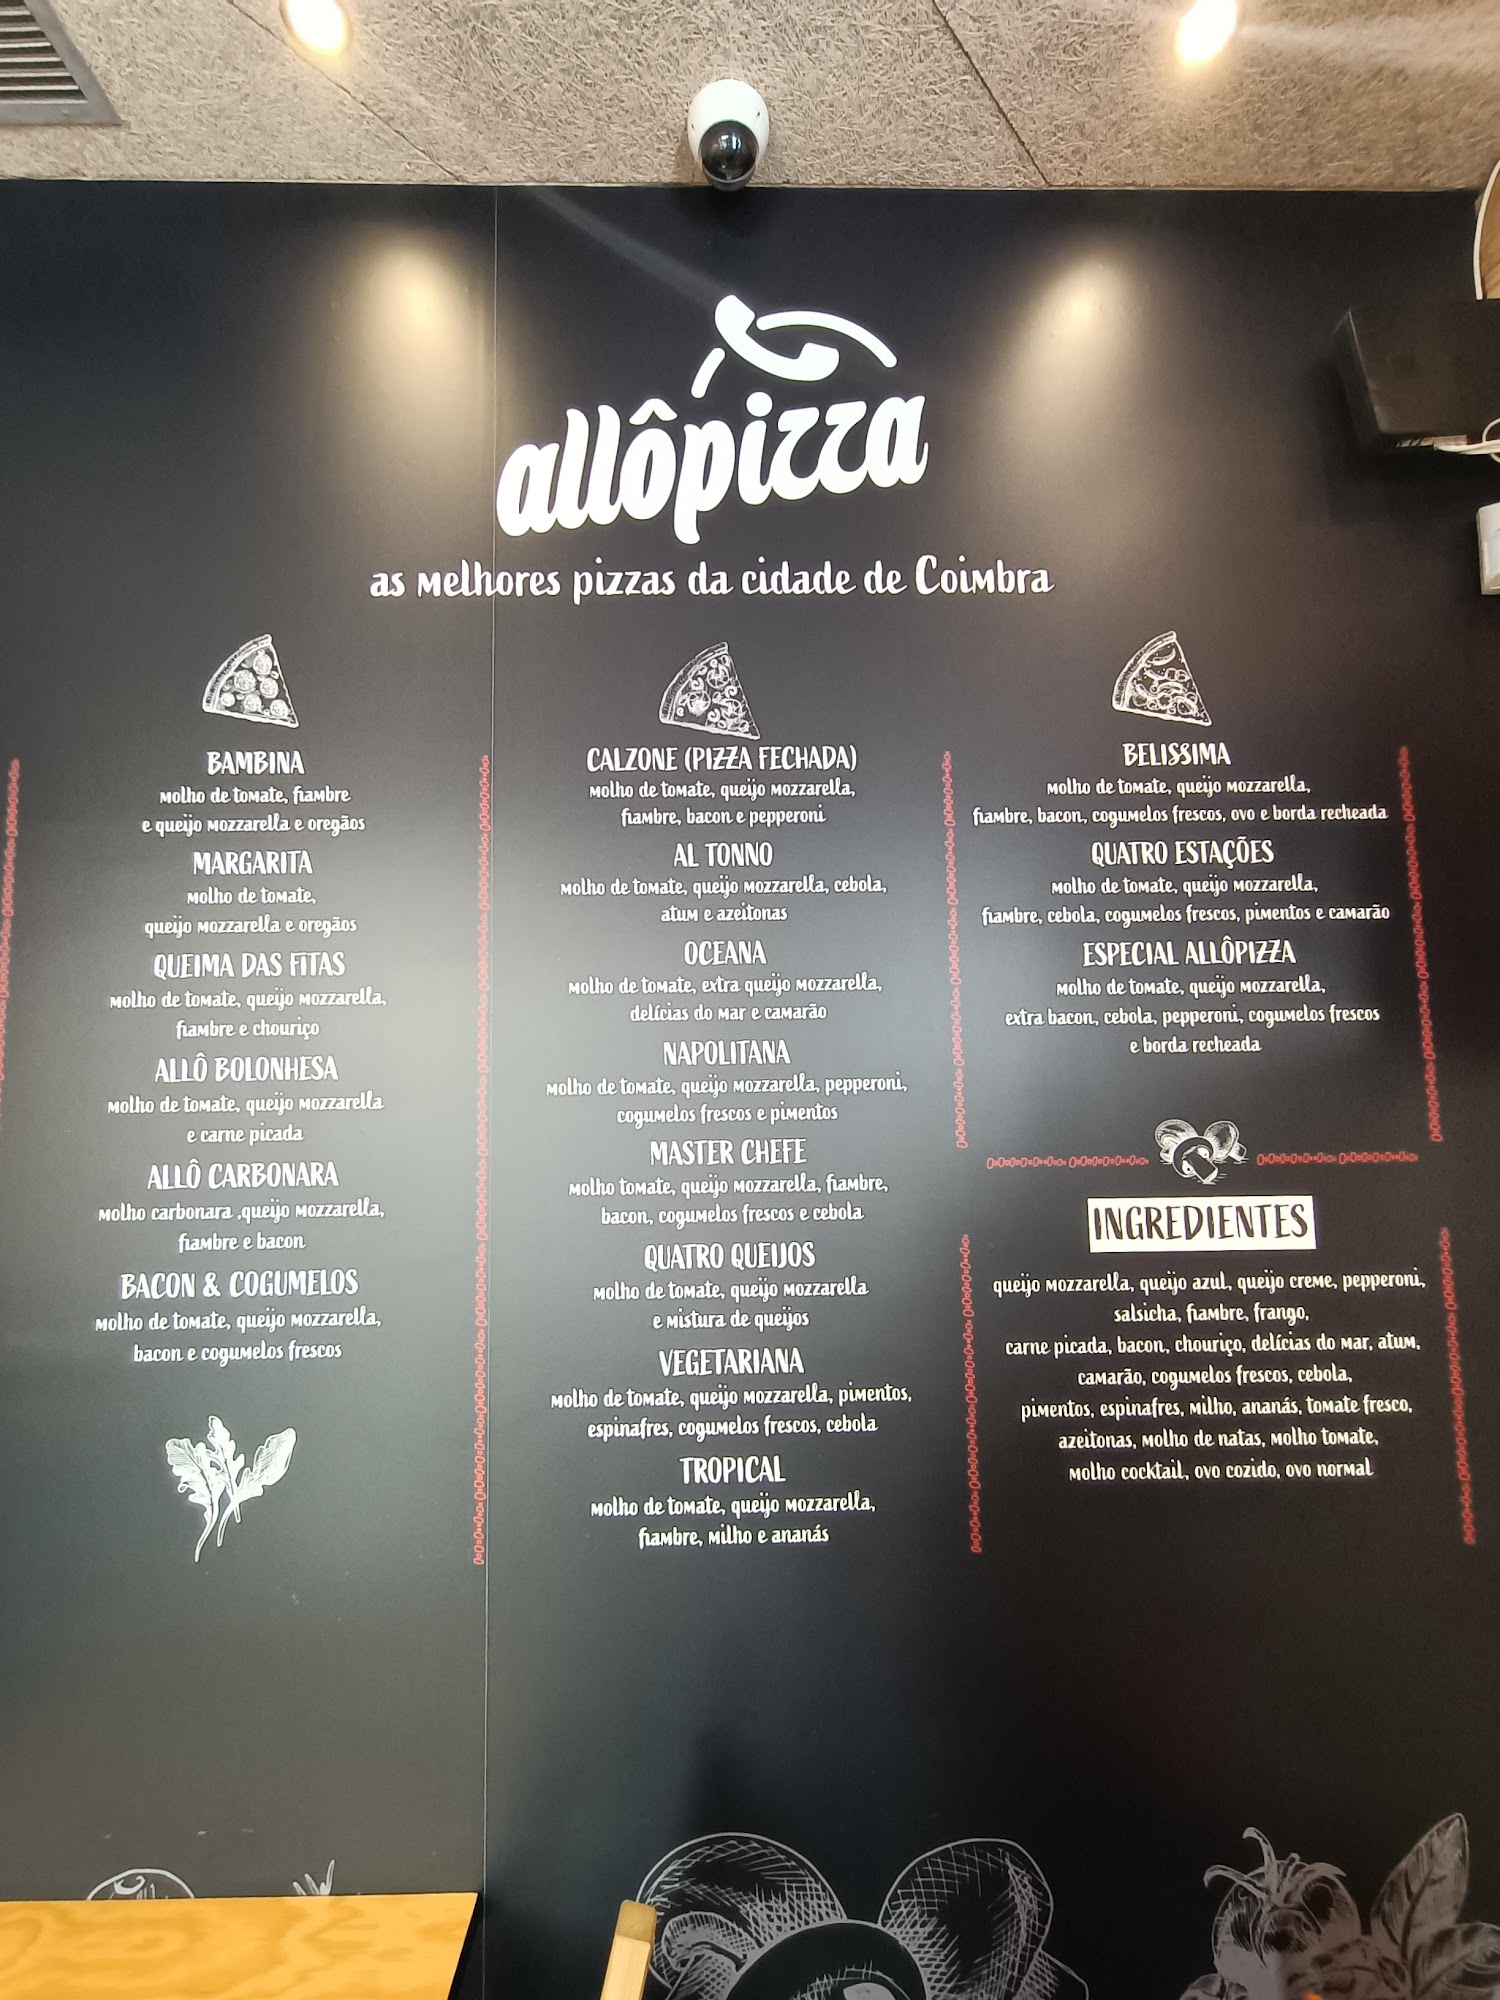 allôpizza
as melhores pizzas da cidade de Coimbra
BAMBINA
molho de tomate, fiambre
e queijo mozzarella e oregãos
MARGARITA
molho de tomate,
queijo mozzarella e oregãos
QUEIMA DAS FITAS
molho de tomate, queijo mozzarella,
fiambre e chouriço
ALLÔ BOLONHESA
molho de tomate, queijo mozzarella
e carne picada
ALLÔ CARBONARA
molho carbonara ,queijo mozzarella,
fiambre e bacon
BACON & COGUMELOS
molho de tomate, queijo mozzarella,
bacon e cogumelos frescos
CALZONE (PIZZA FECHADA)
molho de tomate, queijo mozzarella,
fiambre, bacon e pepperoni
AL TONNO
molho de tomate, queijo mozzarella, cebola,
atum e azeitonas
OCEANA
molho de tomate, extra queijo mozzarella,
delícias do mar e camarão
NAPOLITANA
molho de tomate, queijo mozzarella, pepperoni,
cogumelos frescos e pimentos
MASTER CHEFE
molho tomate, queijo mozzarella, fiambre,
bacon, cogumelos frescos e cebola
QUATRO QUEIJOS
molho de tomate, queijo mozzarella
e mistura de queijos
VEGETARIANA
molho de tomate, queijo mozzarella, pimentos,
espinafres, cogumelos frescos, cebola
TROPICAL
molho de tomate, queijo mozzarella,
fiambre, milho e ananás
BELISSIMA
molho de tomate, queijo mozzarella,
fiambre, bacon, cogumelos frescos, ovo e borda recheada
QUATRO ESTAÇÕES
molho de tomate, queijo mozzarella,
fiambre, cebola, cogumelos frescos, pimentos e camarão
ESPECIAL ALLÔPIZZA
molho de tomate, queijo mozzarella,
extra bacon, cebola, pepperoni, cogumelos frescos
e borda recheada
INGREDIENTES
queijo mozzarella, queijo azul, queijo creme, pepperoni,
salsicha, fiambre, frango,
carne picada, bacon, chouriço, delícias do mar, atum,
camarão, cogumelos frescos, cebola,
pimentos, espinafres, milho, ananás, tomate fresco,
azeitonas, molho de natas, molho tomate,
molho cocktail, ovo cozido, ovo normal